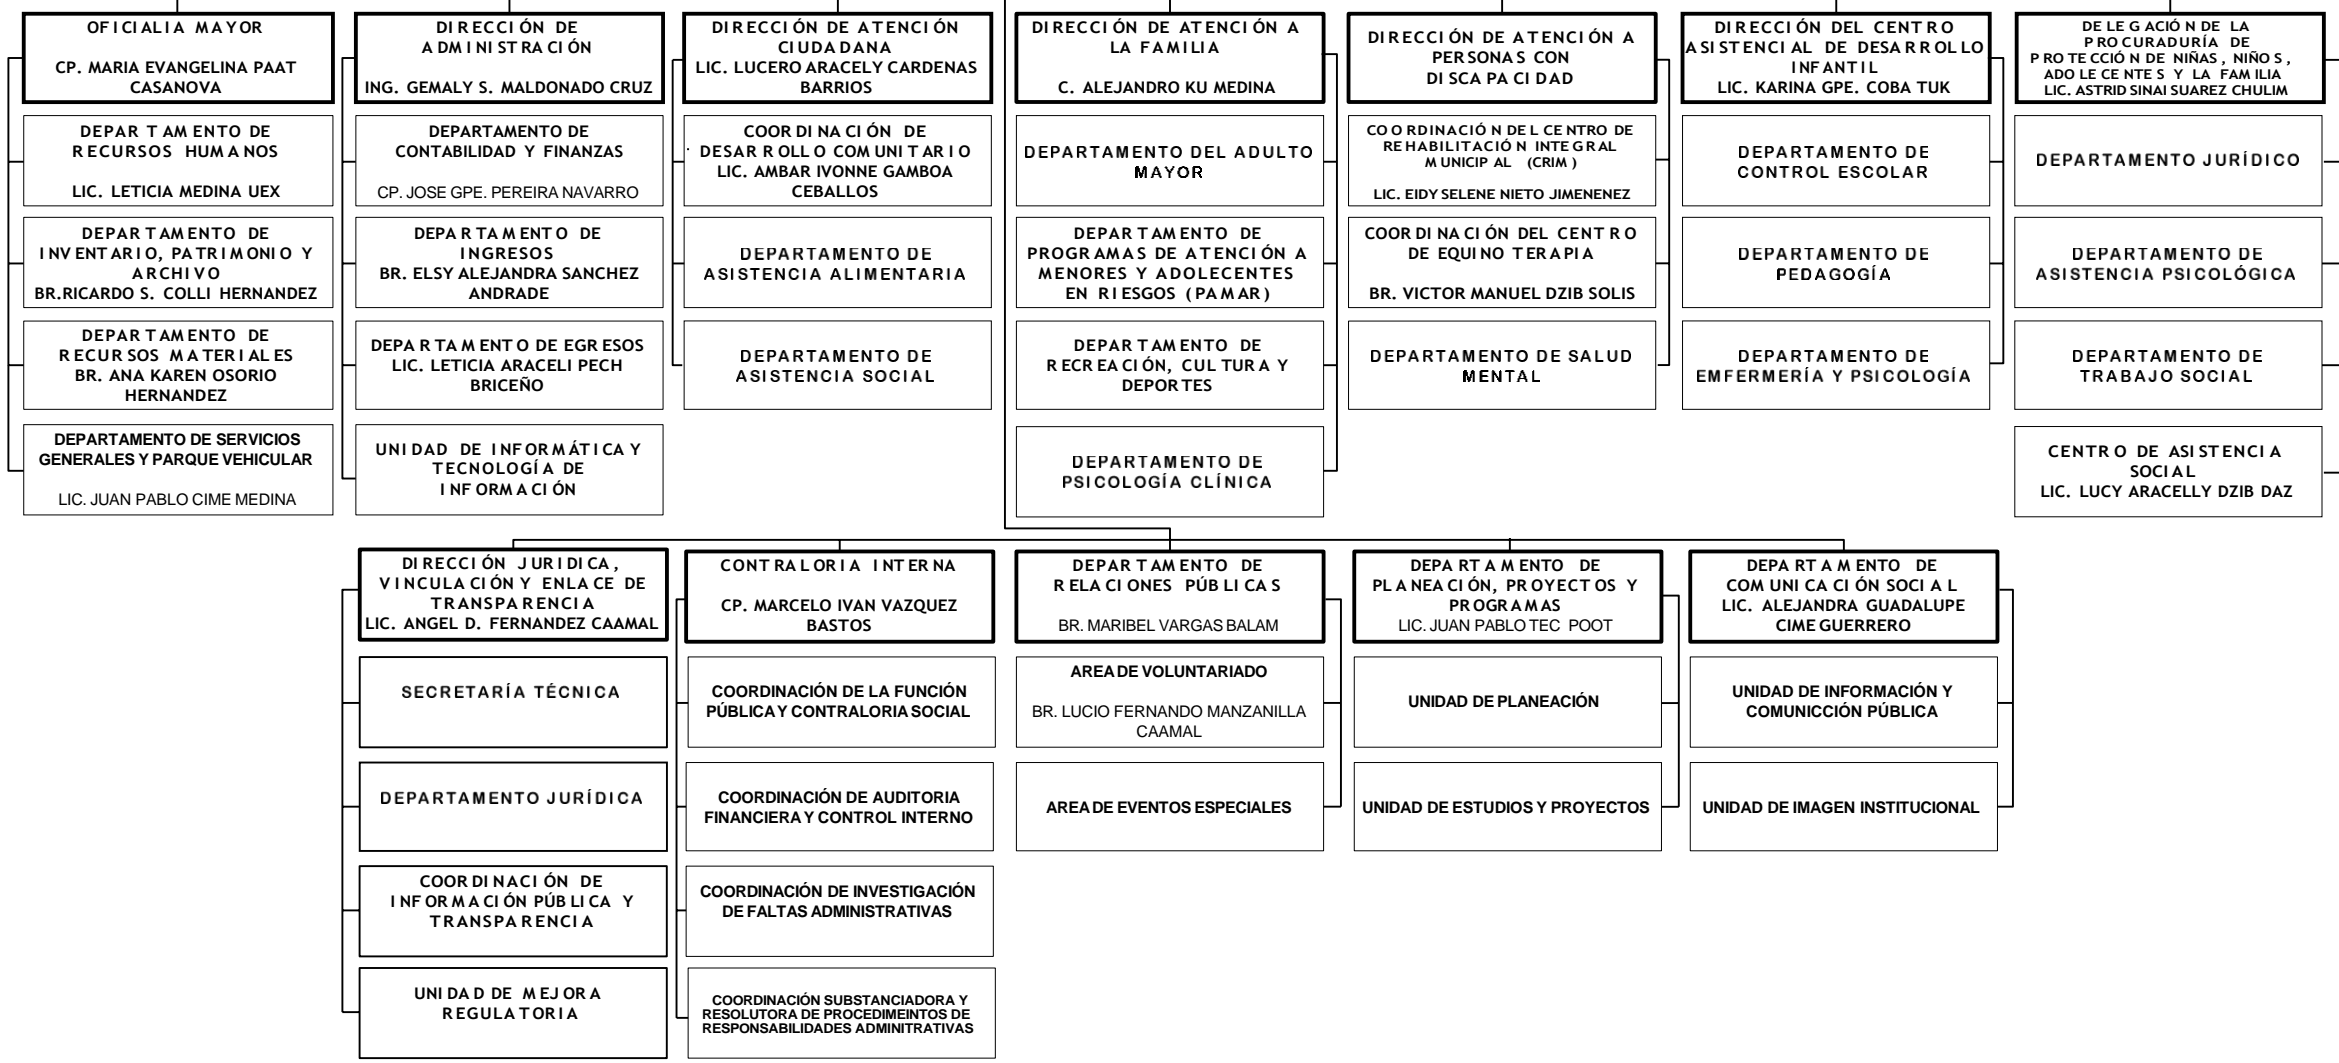 OFICIALIA MAYOR
CP. MARIA EVANGELINA PAAT
CASANOVA
DEPARTAMENTO DE
RECURSOS HUMANOS
LIC. LETICIA MEDINA UEX
DEPARTAMENTO DE
INVENTARIO, PATRIMONIO Y
ARCHIVO
BR.RICARDO S. COLLI HERNANDEZ
DEPARTAMENTO DE
RECURSOS MATERIALES
BR. ANA KAREN OSORIO
HERNANDEZ
DEPARTAMENTO DE SERVICIOS
GENERALES Y PARQUE VEHICULAR
LIC. JUAN PABLO CIME MEDINA
DIRECCIÓN DE
ADMINISTRACIÓN
ING. GEMALY S. MALDONADO CRUZ
DEPARTAMENTO DE
CONTABILIDAD Y FINANZAS
CP. JOSE GPE. PEREIRA NAVARRO
DEPARTAMENTO DE
INGRESOS
BR. ELSY ALEJANDRA SANCHEZ
ANDRADE
DEPARTAMENTO DE EGRESOS
LIC. LETICIA ARACELI PECH
BRICEÑO
UNIDAD DE INFORMÁTICA Y
TECNOLOGÍA DE
INFORMACIÓN
DIRECCIÓN DE ATENCIÓN
CIUDADANA
LIC. LUCERO ARACELY CARDENAS
BARRIOS
COORDINACIÓN DE
DESARROLLO COMUNITARIO
LIC. AMBAR IVONNE GAMBOA
CEBALLOS
DEPARTAMENTO DE
ASISTENCIA ALIMENTARIA
DEPARTAMENTO DE
ASISTENCIA SOCIAL
DIRECCIÓN DE ATENCIÓN A
LA FAMILIA
C. ALEJANDRO KU MEDINA
DEPARTAMENTO DEL ADULTO
MAYOR
DEPARTAMENTO DE
PROGRAMAS DE ATENCIÓN A
MENORES Y ADOLECENTES
EN RIESGOS (PAMAR)
DEPARTAMENTO DE
RECREACIÓN, CULTURA Y
DEPORTES
DEPARTAMENTO DE
PSICOLOGÍA CLÍNICA
DIRECCIÓN DE ATENCIÓN A
PERSONAS CON
DISCAPACIDAD
COORDINACIÓN DEL CENTRO DE
REHABILITACIÓN INTEGRAL
MUNICIPAL (CRIM)
LIC. EIDY SELENE NIETO JIMENENEZ
COORDINACIÓN DEL CENTRO
DE EQUINO TERAPIA
BR. VICTOR MANUEL DZIB SOLIS
DEPARTAMENTO DE SALUD
MENTAL
DIRECCIÓN DEL CENTRO
ASISTENCIAL DE DESARROLLO
INFANTIL
LIC. KARINA GPE. COBA TUK
DEPARTAMENTO DE
CONTROL ESCOLAR
DEPARTAMENTO DE
PEDAGOGÍA
DEPARTAMENTO DE
EMFERMERÍA Y PSICOLOGÍA
DELEGACIÓN DE LA
PROCURADURÍA DE
PROTECCIÓN DE NIÑAS, NIÑOS,
ADOLECENTES Y LA FAMILIA
LIC. ASTRID SINAI SUAREZ CHULIM
DEPARTAMENTO JURÍDICO
DEPARTAMENTO DE
ASISTENCIA PSICOLÓGICA
DEPARTAMENTO DE
TRABAJO SOCIAL
CENTRO DE ASISTENCIA
SOCIAL
LIC. LUCY ARACELLY DZIB DAZ
DIRECCIÓN JURIDICA,
VINCULACIÓN Y ENLACE DE
TRANSPARENCIA
LIC. ANGEL D. FERNANDEZ CAAMAL
SECRETARÍA TÉCNICA
DEPARTAMENTO JURÍDICA
COORDINACIÓN DE
INFORMACIÓN PÚBLICA Y
TRANSPARENCIA
UNIDAD DE MEJORA
REGULATORIA
CONTRALORIA INTERNA
CP. MARCELO IVAN VAZQUEZ
BASTOS
COORDINACIÓN DE LA FUNCIÓN
PÚBLICA Y CONTRALORIA SOCIAL
COORDINACIÓN DE AUDITORIA
FINANCIERA Y CONTROL INTERNO
COORDINACIÓN DE INVESTIGACIÓN
DE FALTAS ADMINISTRATIVAS
COORDINACIÓN SUBSTANCIADORA Y
RESOLUTORA DE PROCEDIMEINTOS DE
RESPONSABILIDADES ADMINITRATIVAS
DEPARTAMENTO DE
RELACIONES PÚBLICAS
BR. MARIBEL VARGAS BALAM
AREA DE VOLUNTARIADO
BR. LUCIO FERNANDO MANZANILLA
CAAMAL
AREA DE EVENTOS ESPECIALES
DEPARTAMENTO DE
PLANEACIÓN, PROYECTOS Y
PROGRAMAS
LIC. JUAN PABLO TEC POOT
UNIDAD DE PLANEACIÓN
UNIDAD DE ESTUDIOS Y PROYECTOS
DEPARTAMENTO DE
COMUNICACIÓN SOCIAL
LIC. ALEJANDRA GUADALUPE
CIME GUERRERO
UNIDAD DE INFORMACIÓN Y
COMUNICCIÓN PÚBLICA
UNIDAD DE IMAGEN INSTITUCIONAL